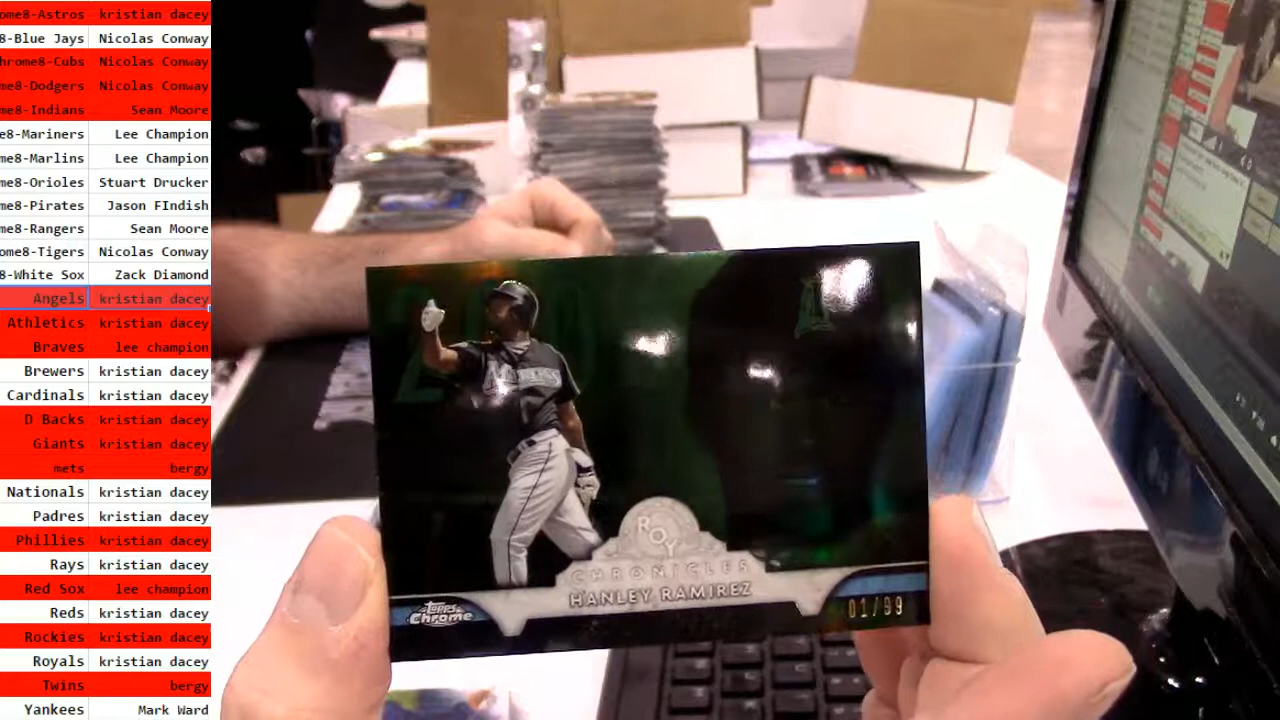 ome8-Astros kristian dacey
8-Blue Jays Nicolas Conway
hrome8-Cubs Nicolas Conway
me8-Dodgers Nicolas Conway
me8-Indians Sean Moore
e8-Mariners Lee Champion
me8-Marlins Lee Champion
me8-Orioles Stuart Drucker
ome8-Pirates Jason FIndish
me8-Rangers Sean Moore
ome8-Tigers Nicolas Conway
8-White Sox Zack Diamond
Angels kristian dacey
Athletics kristian dacey
Braves lee champion
Brewers kristian dacey
Cardinals kristian dacey
D Backs kristian dacey
Giants kristian dacey
mets bergy
Nationals kristian dacey
Padres kristian dacey
Phillies kristian dacey
Rays kristian dacey
Red Sox lee champion
Reds kristian dacey
Rockies kristian dacey
Royals kristian dacey
Twins bergy
Yankees Mark Ward
MARLINS
ROY
CHRONICLES
HANLEY RAMIREZ
Topps
Chrome
01/99